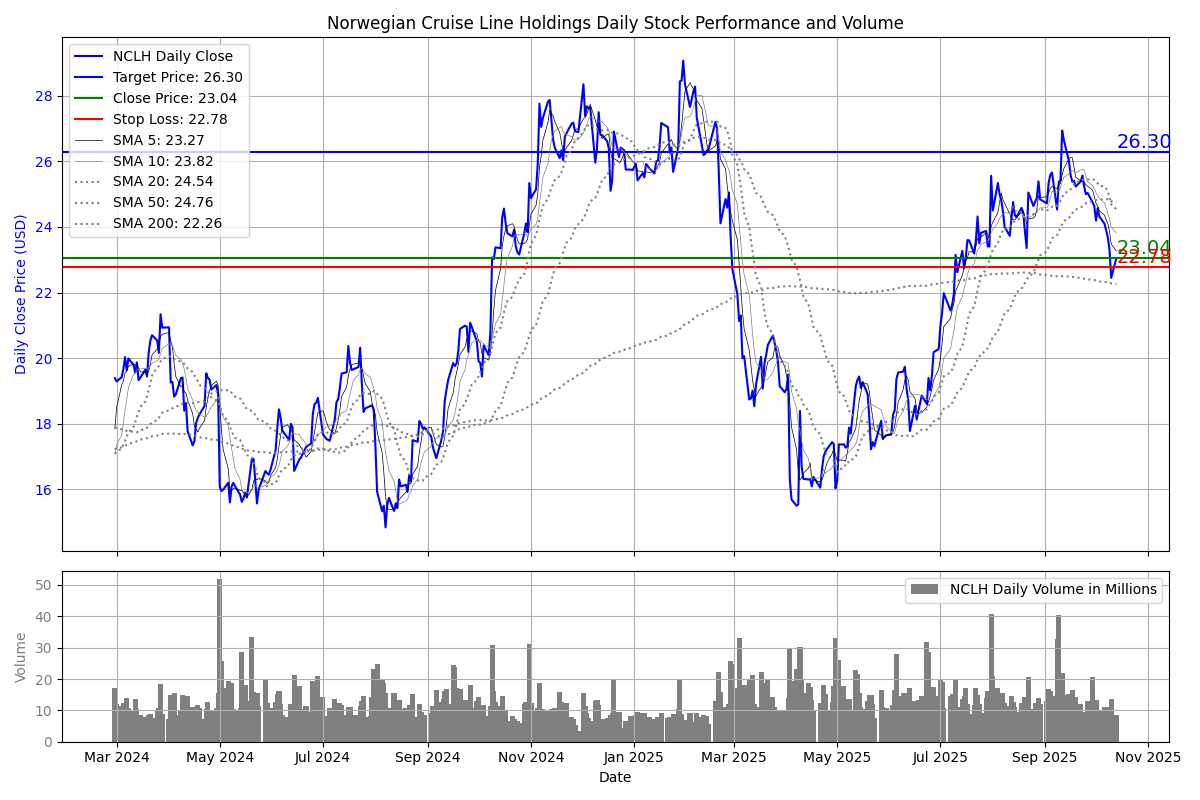 Norwegian Cruise Line Holdings Daily Stock Performance and Volume
NCLH Daily Close
Target Price: 26.30
Close Price: 23.04
Stop Loss: 22.78
SMA 5: 23.27
SMA 10: 23.82
SMA 20: 24.54
SMA 50: 24.76
SMA 200: 22.26
Daily Close Price (USD)
28
26
24
22
20
18
16
26.30
23.04
22.78
NCLH Daily Volume in Millions
Volume
50
40
30
20
10
0
Mar 2024 May 2024 Jul 2024 Sep 2024 Nov 2024 Jan 2025 Mar 2025 May 2025 Jul 2025 Sep 2025 Nov 2025
Date